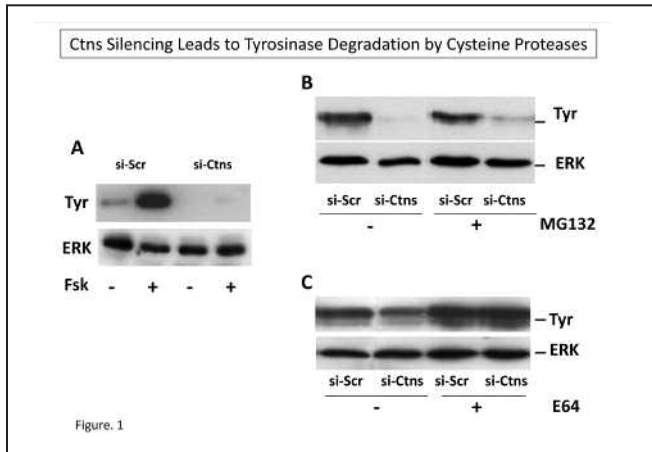 Ctns Silencing Leads to Tyrosinase Degradation by Cysteine Proteases
A
si-Scr si-Ctns
Tyr
ERK
Fsk - + - +
B
Tyr
ERK
si-Scr si-Ctns si-Scr si-Ctns
- + MG132
C
Tyr
ERK
si-Scr si-Ctns si-Scr si-Ctns
- + E64
Figure. 1